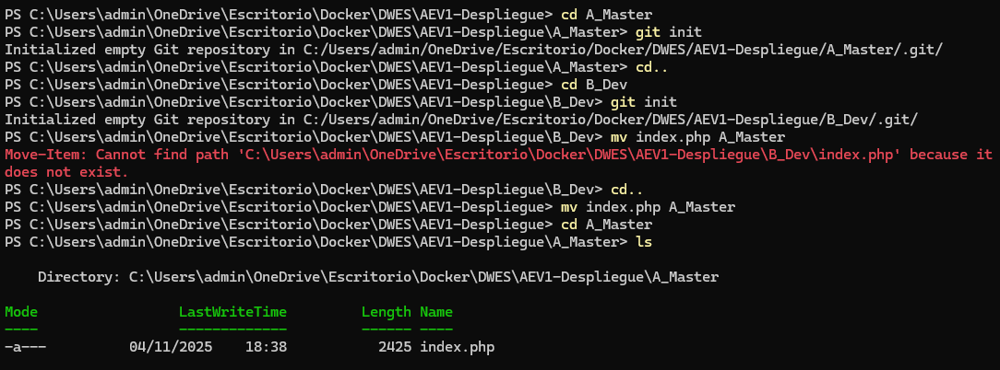 PS C:\Users\admin\OneDrive\Escritorio\Docker\DWES\AEV1-Despliegue> cd A_Master
PS C:\Users\admin\OneDrive\Escritorio\Docker\DWES\AEV1-Despliegue\A_Master> git init
Initialized empty Git repository in C:/Users/admin/OneDrive/Escritorio/Docker/DWES/AEV1-Despliegue/A_Master/.git/
PS C:\Users\admin\OneDrive\Escritorio\Docker\DWES\AEV1-Despliegue\A_Master> cd..
PS C:\Users\admin\OneDrive\Escritorio\Docker\DWES\AEV1-Despliegue> cd B_Dev
PS C:\Users\admin\OneDrive\Escritorio\Docker\DWES\AEV1-Despliegue\B_Dev> git init
Initialized empty Git repository in C:/Users/admin/OneDrive/Escritorio/Docker/DWES/AEV1-Despliegue/B_Dev/.git/
PS C:\Users\admin\OneDrive\Escritorio\Docker\DWES\AEV1-Despliegue\B_Dev> mv index.php A_Master
Move-Item: Cannot find path 'C:\Users\admin\OneDrive\Escritorio\Docker\DWES\AEV1-Despliegue\B_Dev\index.php' because it
does not exist.
PS C:\Users\admin\OneDrive\Escritorio\Docker\DWES\AEV1-Despliegue\B_Dev> cd..
PS C:\Users\admin\OneDrive\Escritorio\Docker\DWES\AEV1-Despliegue> mv index.php A_Master
PS C:\Users\admin\OneDrive\Escritorio\Docker\DWES\AEV1-Despliegue> cd A_Master
PS C:\Users\admin\OneDrive\Escritorio\Docker\DWES\AEV1-Despliegue\A_Master> ls
Directory: C:\Users\admin\OneDrive\Escritorio\Docker\DWES\AEV1-Despliegue\A_Master
Mode LastWriteTime Length Name
---- ------------- ------ ----
-a--- 04/11/2025 18:38 2425 index.php